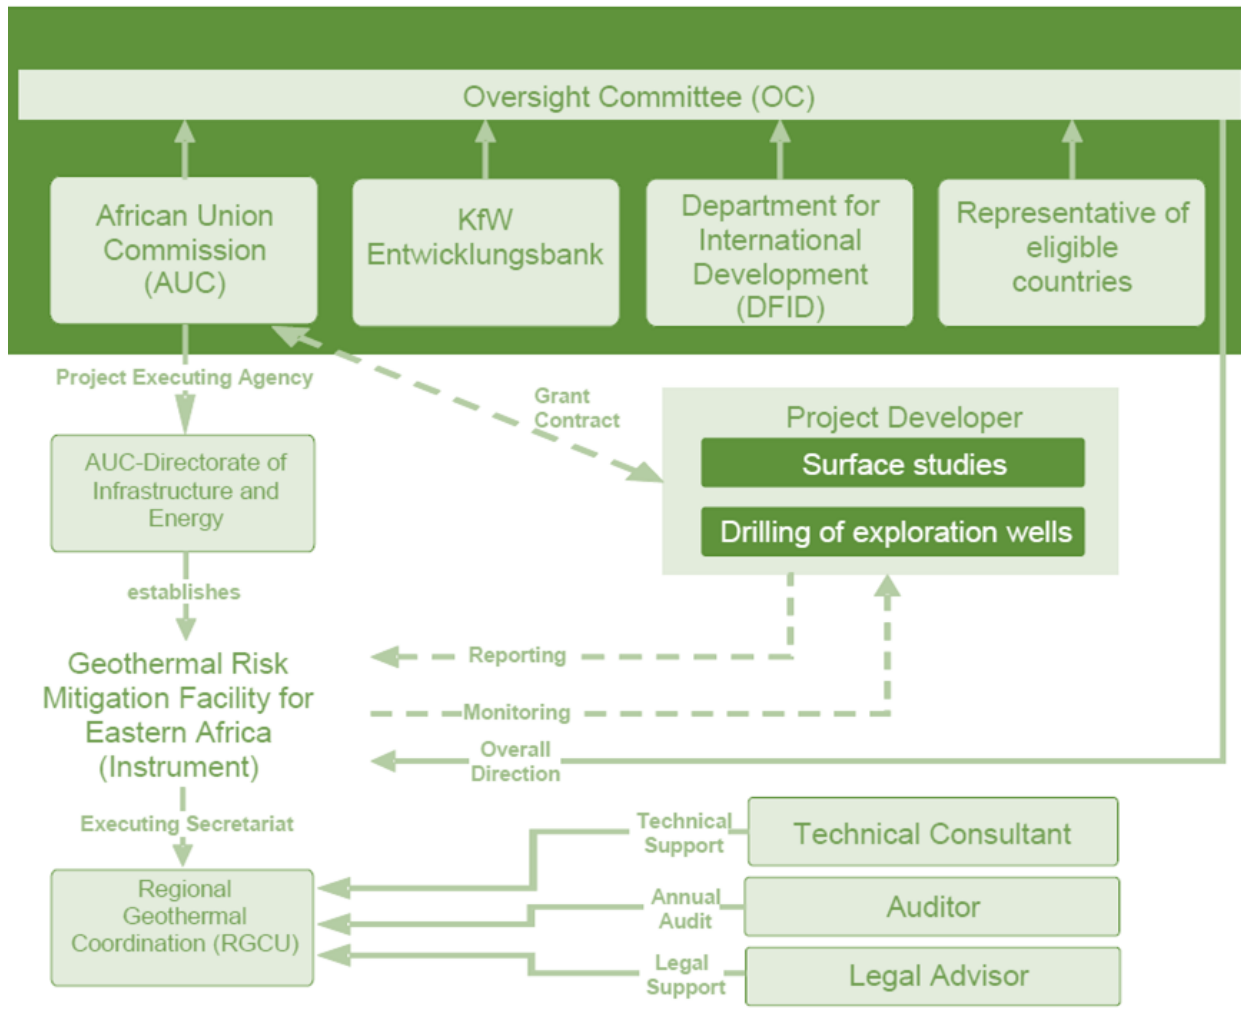 Oversight Committee (OC)
African Union
Commission
(AUC)
KfW
Entwicklungsbank
Department for
International
Development
(DFID)
Representative of
eligible
countries
Project Executing Agency
Grant
Contract
Project Developer
Surface studies
Drilling of exploration wells
AUC-Directorate of
Infrastructure and
Energy
establishes
Geothermal Risk
Mitigation Facility for
Eastern Africa
(Instrument)
Reporting
Monitoring
Overall
Direction
Executing Secretariat
Regional
Geothermal
Coordination (RGCU)
Technical
Support
Technical Consultant
Annual
Audit
Auditor
Legal
Support
Legal Advisor